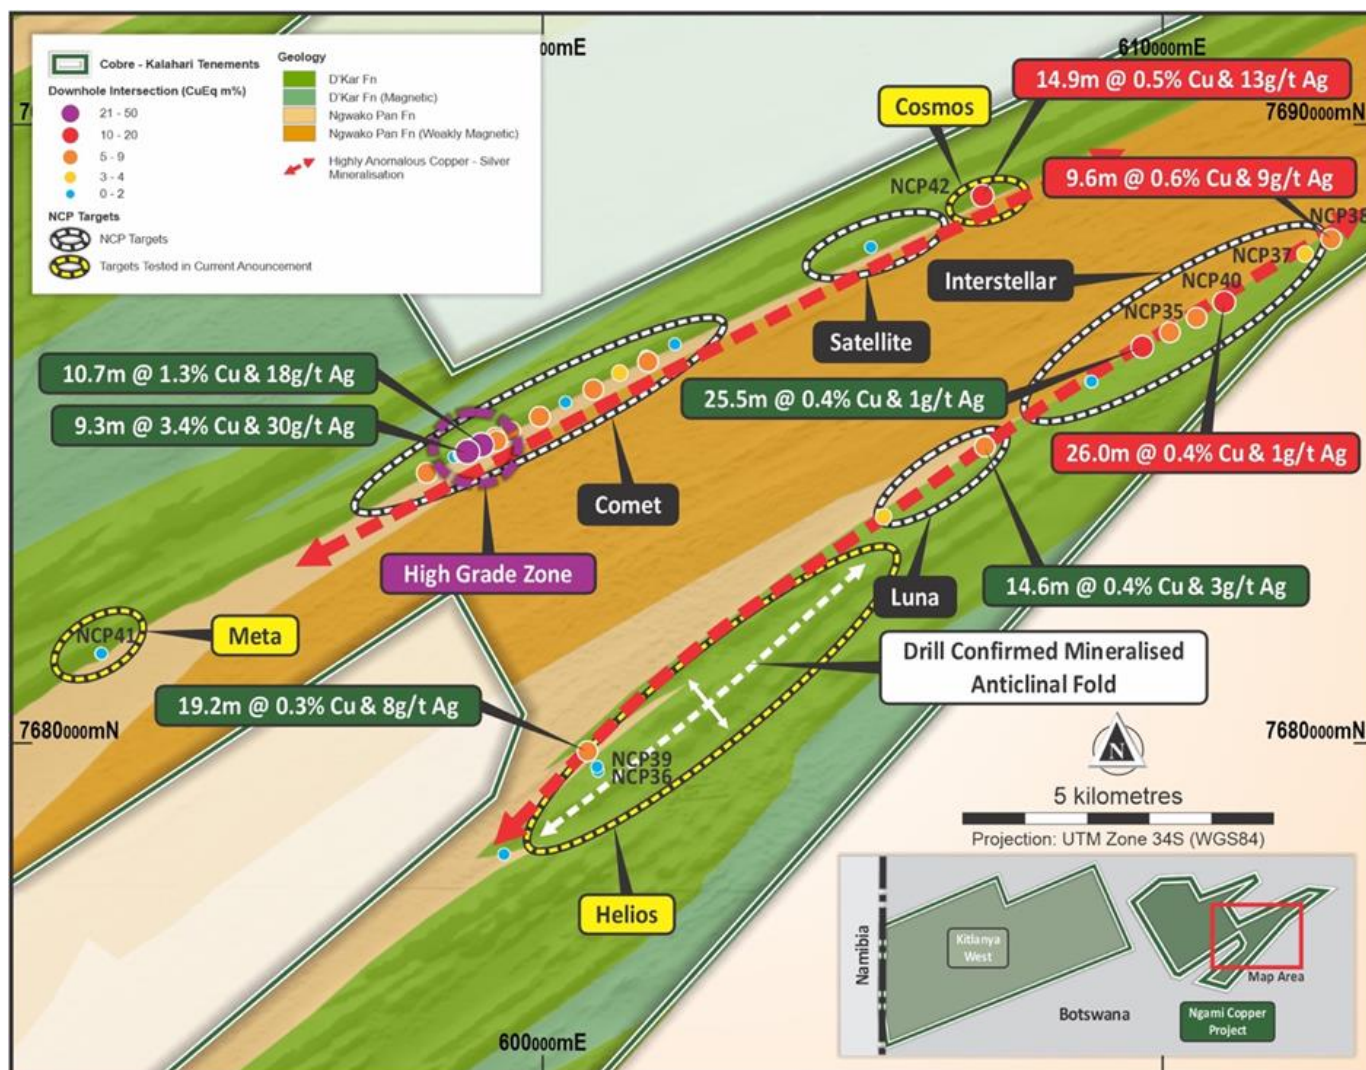 000mE
610000mE
Cobre - Kalahari Tenements
Downhole Intersection (CuEq m%)
21 - 50
10 - 20
5 - 9
3 - 4
0 - 2
NCP Targets
NCP Targets
Targets Tested in Current Anouncement
Geology
D'Kar Fn
D'Kar Fn (Magnetic)
Ngwako Pan Fn
Ngwako Pan Fn (Weakly Magnetic)
Highly Anomalous Copper - Silver
Mineralisation
14.9m @ 0.5% Cu & 13g/t Ag
Cosmos
7690000mN
NCP42
9.6m @ 0.6% Cu & 9g/t Ag
NCP38
NCP37
Interstellar
NCP40
NCP35
Satellite
10.7m @ 1.3% Cu & 18g/t Ag
25.5m @ 0.4% Cu & 1g/t Ag
9.3m @ 3.4% Cu & 30g/t Ag
26.0m @ 0.4% Cu & 1g/t Ag
Comet
High Grade Zone
14.6m @ 0.4% Cu & 3g/t Ag
Luna
NCP41
Meta
Drill Confirmed Mineralised
Anticlinal Fold
19.2m @ 0.3% Cu & 8g/t Ag
7680000mN
7680000mN
NCP39
NCP36
N
5 kilometres
Projection: UTM Zone 34S (WGS84)
Helios
Namibia
Kitlanya
West
Map Area
Botswana
Ngami Copper
Project
600000mE